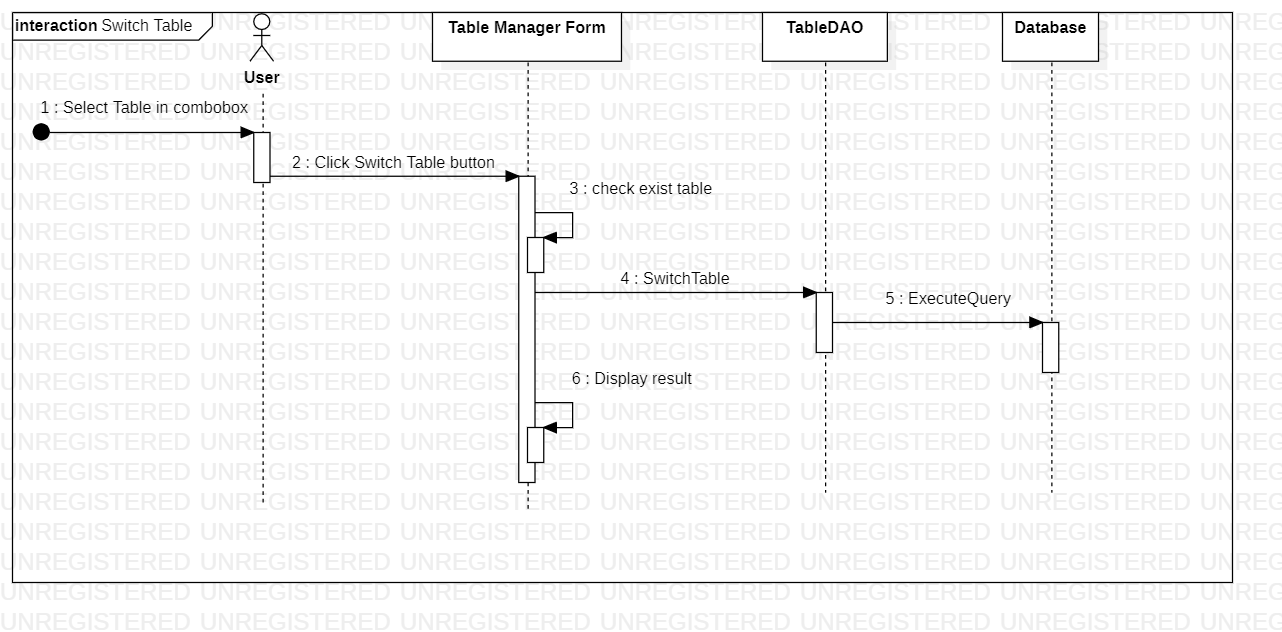 interaction Switch Table
User
Table Manager Form
TableDAO
Database
1 : Select Table in combobox
2 : Click Switch Table button
3 : check exist table
4 : SwitchTable
5 : ExecuteQuery
6 : Display result
UNREGISTERED